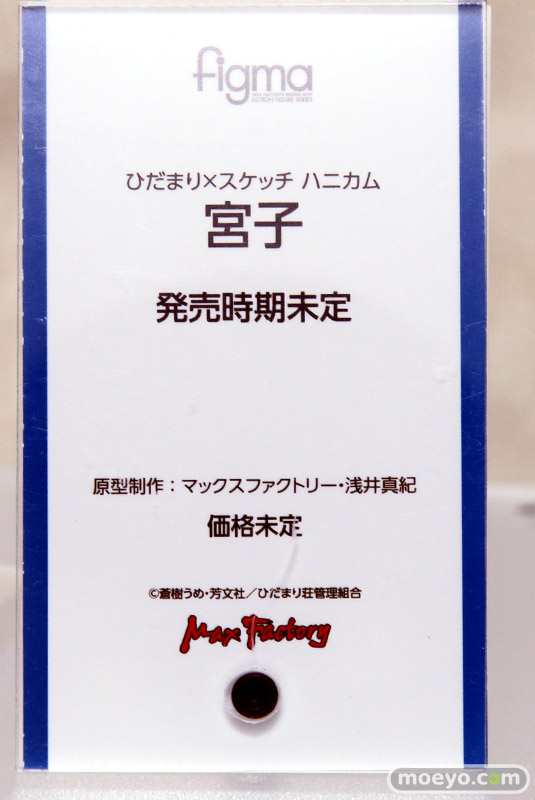 figma
ACTION FIGURE SERIES
ひだまり×スケッチ ハニカム
宮子
発売時期未定
原型制作：マックスファクトリー・浅井真紀
価格未定
©蒼樹うめ・芳文社／ひだまり荘管理組合
Max Factory
moeyo.com